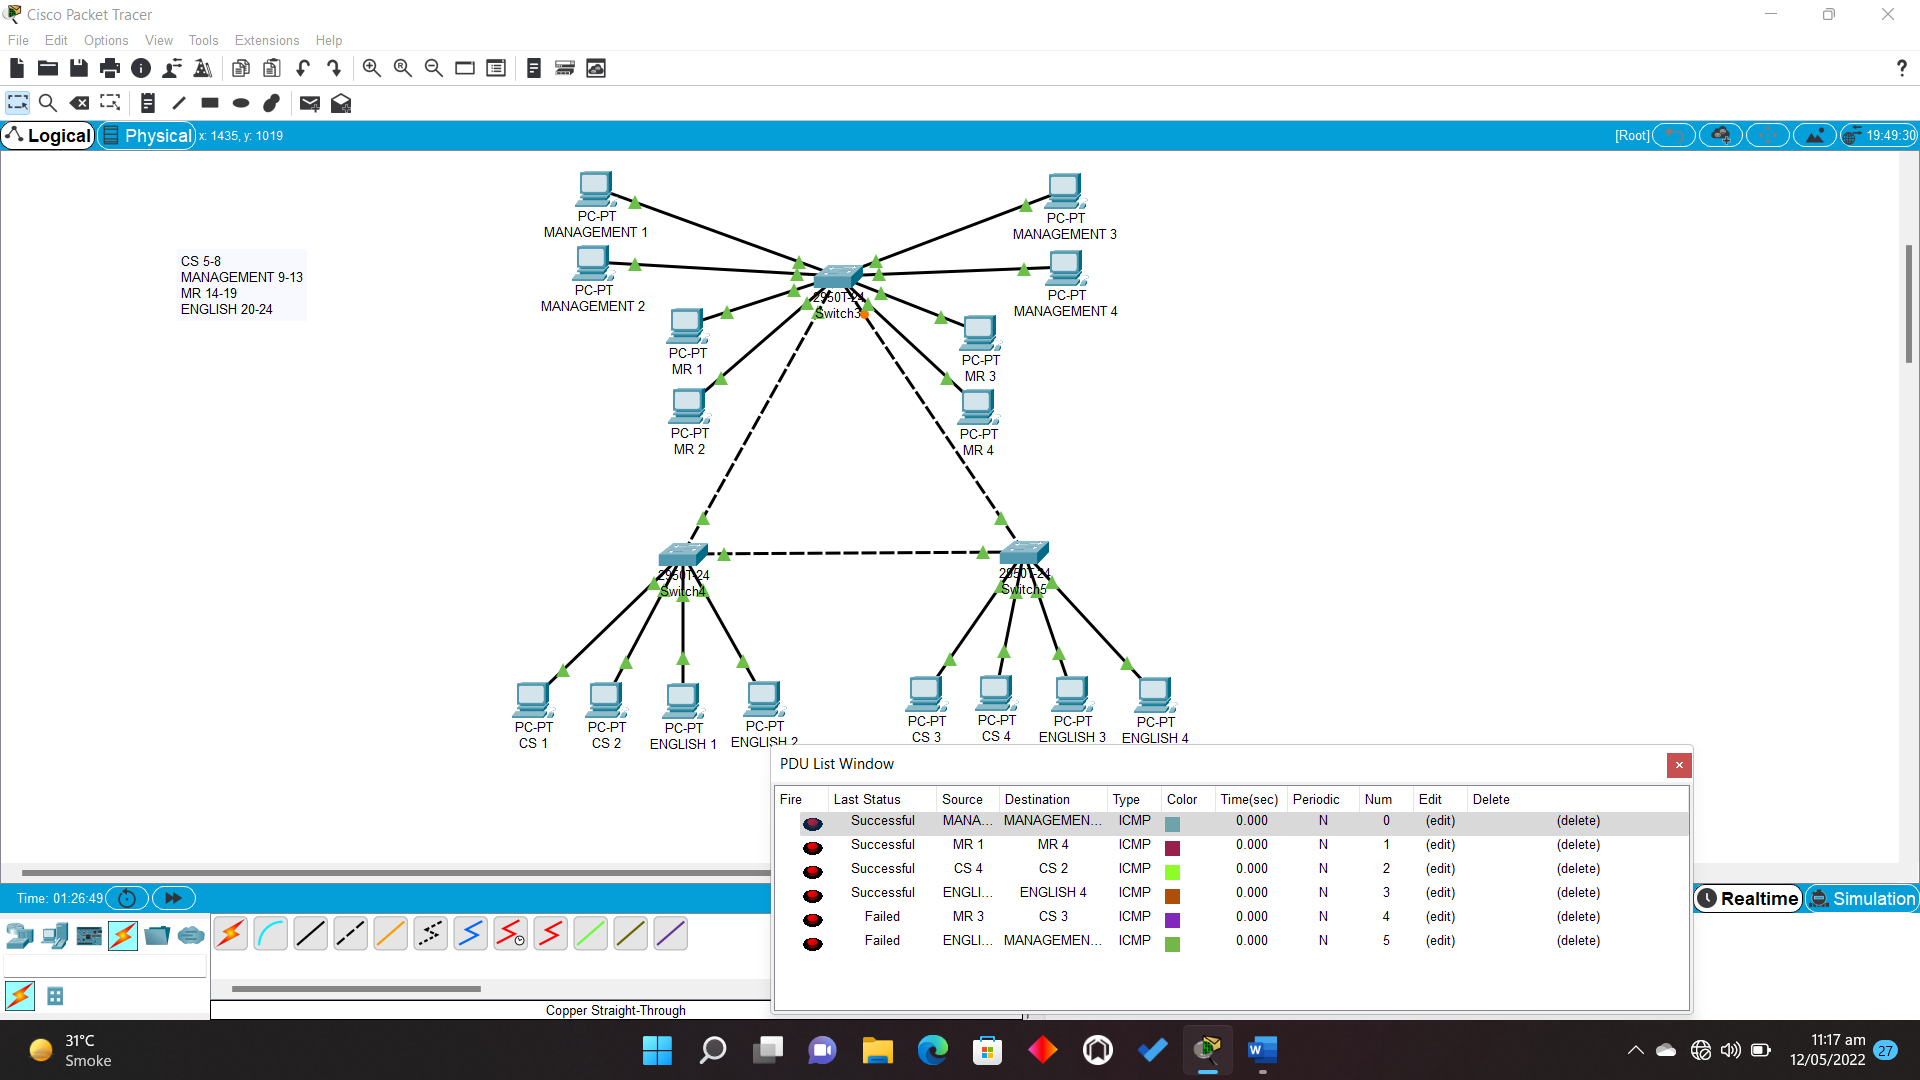 Cisco Packet Tracer
File Edit Options View Tools Extensions Help
Logical Physical x: 1435, y: 1019 [Root] 19:49:30
PC-PT
MANAGEMENT 1
PC-PT
MANAGEMENT 3
CS 5-8
MANAGEMENT 9-13
MR 14-19
ENGLISH 20-24
PC-PT
MANAGEMENT 2
PC-PT
MANAGEMENT 4
2950T-24
Switch3
PC-PT
MR 1
PC-PT
MR 3
PC-PT
MR 2
PC-PT
MR 4
2950T-24
Switch4
2950T-24
Switch5
PC-PT
CS 1
PC-PT
CS 2
PC-PT
ENGLISH 1
PC-PT
ENGLISH 2
PC-PT
CS 3
PC-PT
CS 4
PC-PT
ENGLISH 3
PC-PT
ENGLISH 4
PDU List Window
Fire Last Status Source Destination Type Color Time(sec) Periodic Num Edit Delete
Successful MANA... MANAGEMEN... ICMP 0.000 N 0 (edit) (delete)
Successful MR 1 MR 4 ICMP 0.000 N 1 (edit) (delete)
Successful CS 4 CS 2 ICMP 0.000 N 2 (edit) (delete)
Successful ENGLI... ENGLISH 4 ICMP 0.000 N 3 (edit) (delete)
Failed MR 3 CS 3 ICMP 0.000 N 4 (edit) (delete)
Failed ENGLI... MANAGEMEN... ICMP 0.000 N 5 (edit) (delete)
Time: 01:26:49
Realtime Simulation
Copper Straight-Through
31°C
Smoke
11:17 am
12/05/2022
27